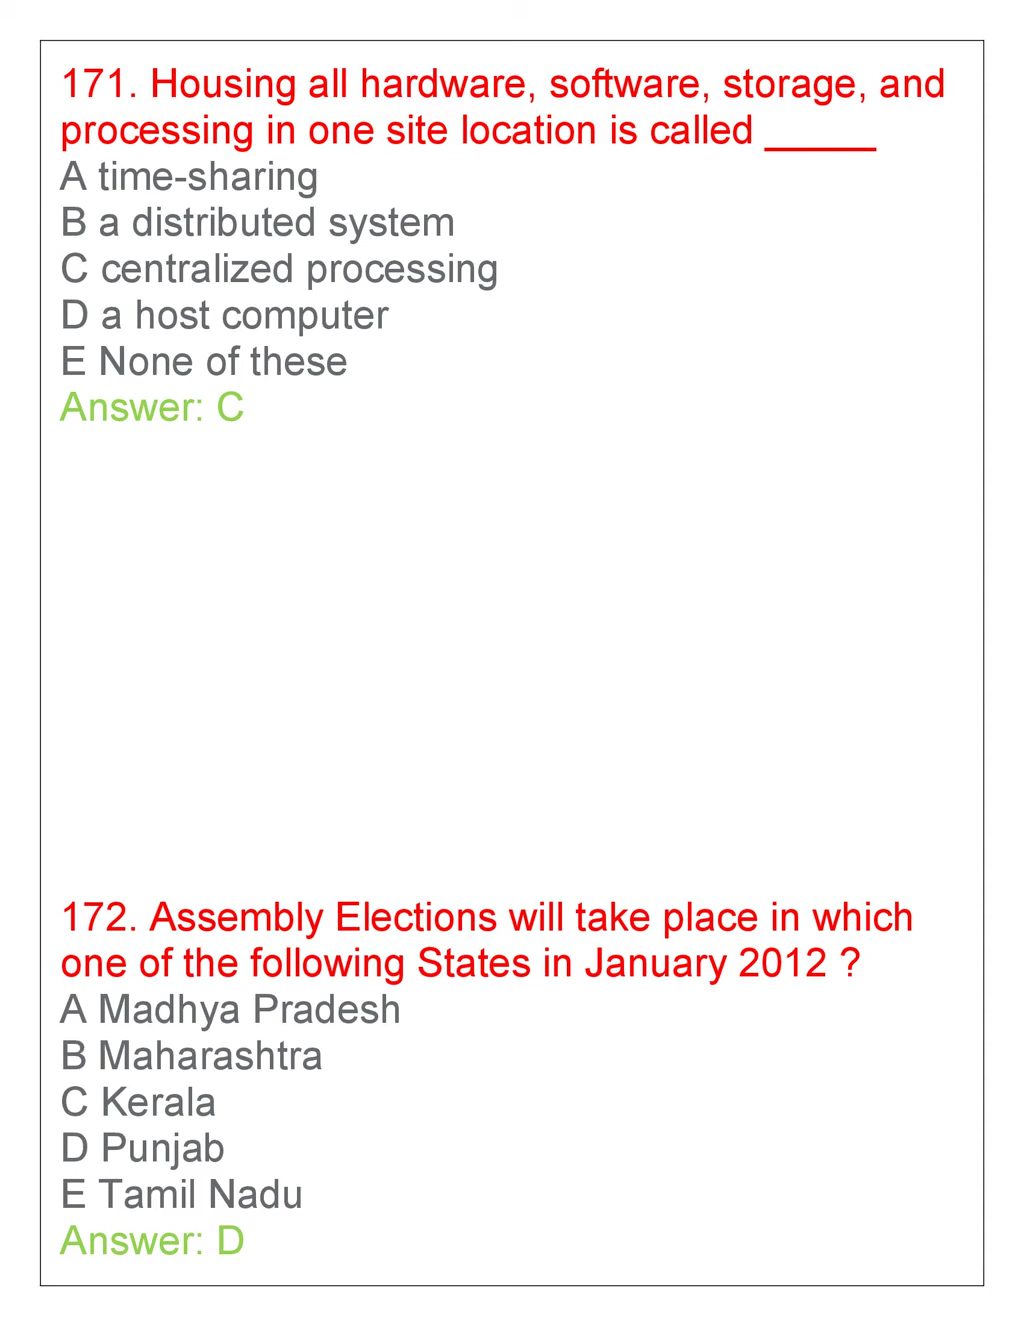 171. Housing all hardware, software, storage, and
processing in one site location is called _____
A time-sharing
B a distributed system
C centralized processing
D a host computer
E None of these
Answer: C
172. Assembly Elections will take place in which
one of the following States in January 2012 ?
A Madhya Pradesh
B Maharashtra
C Kerala
D Punjab
E Tamil Nadu
Answer: D